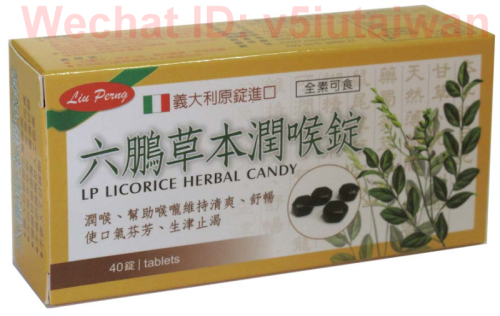 Wechat ID: v5iutaiwan
Liu Perng
義大利原錠進口
全素可食
六鵬草本潤喉錠
LP LICORICE HERBAL CANDY
潤喉、幫助喉嚨維持清爽、舒暢
使口氣芬芳、生津止渴
40錠 | tablets